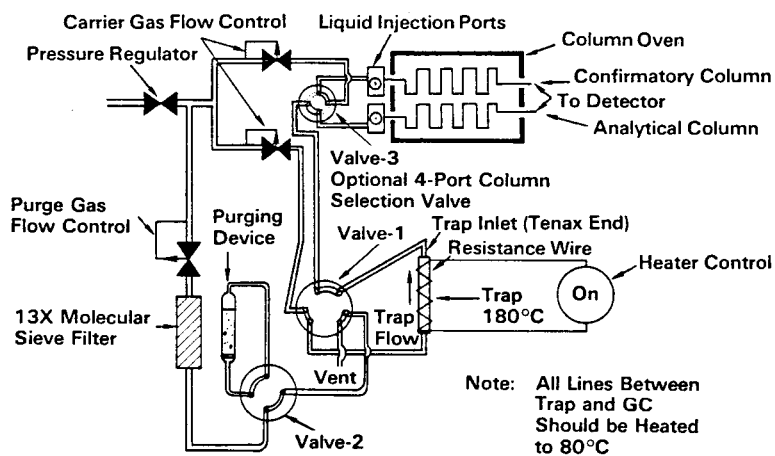 Carrier Gas Flow Control
Liquid Injection Ports
Pressure Regulator
Column Oven
Confirmatory Column
To Detector
Analytical Column
Valve-3
Optional 4-Port Column
Selection Valve
Purge Gas
Flow Control
Purging
Device
Valve-1
Trap Inlet (Tenax End)
Resistance Wire
Heater Control
On
Trap
180°C
13X Molecular
Sieve Filter
Trap
Flow
Vent
Valve-2
Note: All Lines Between
Trap and GC
Should be Heated
to 80°C